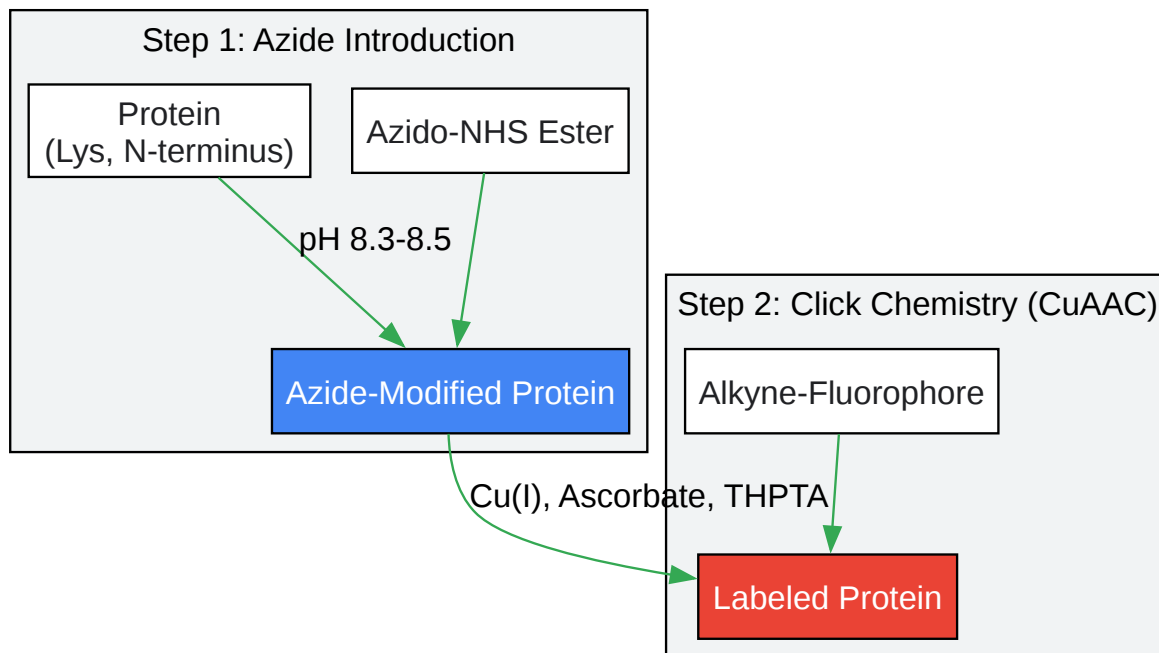 Step 1: Azide Introduction
Protein
(Lys, N-terminus)
Azido-NHS Ester
pH 8.3-8.5
Azide-Modified Protein
Step 2: Click Chemistry (CuAAC)
Alkyne-Fluorophore
Cu(I), Ascorbate, THPTA
Labeled Protein